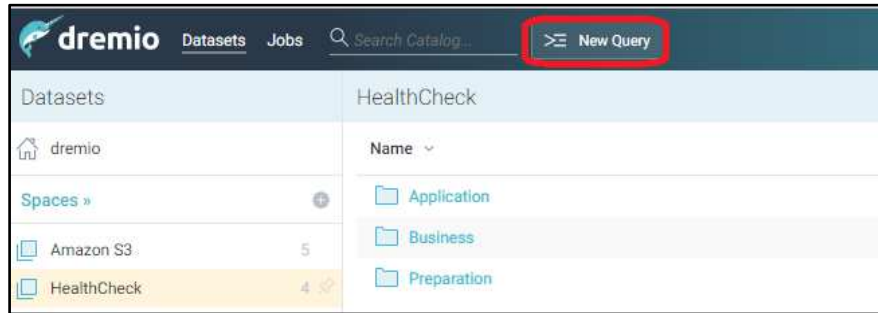 dremio Datasets Jobs Search Catalog... New Query
Datasets HealthCheck
dremio Name
Spaces » Application
Amazon S3 5 Business
HealthCheck 4 Preparation